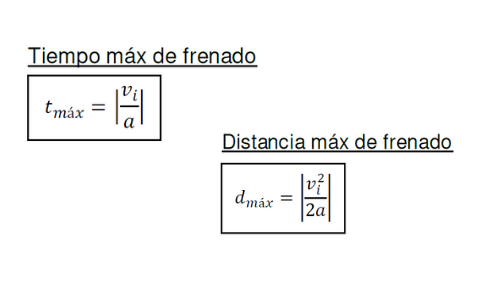 Tiempo máx de frenado
t_máx = |v_i/a|
Distancia máx de frenado
d_máx = |v_i^2/2a|